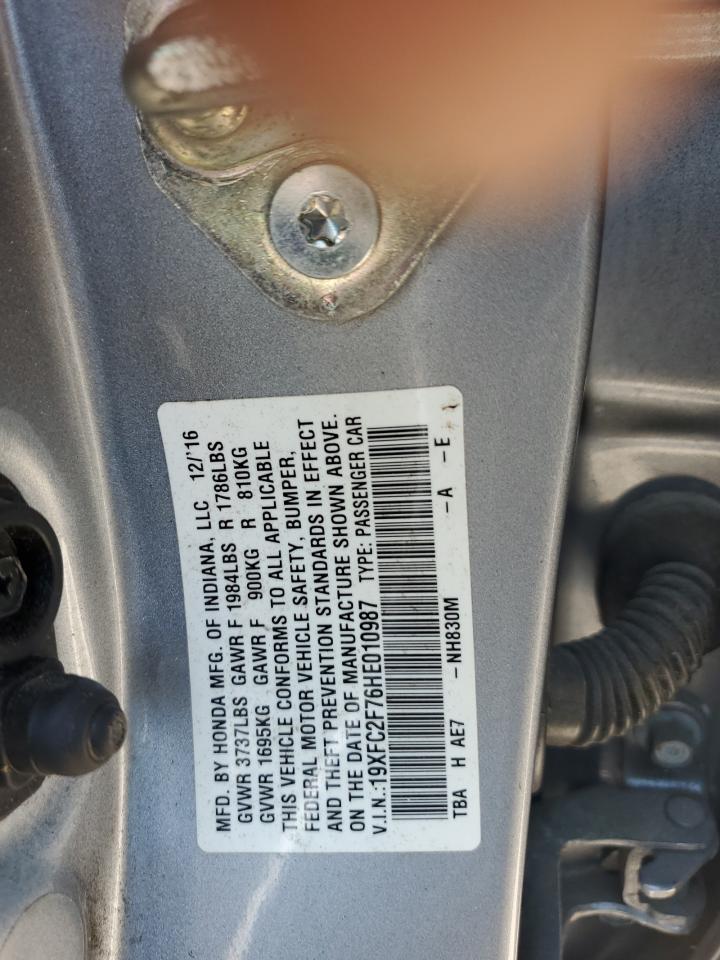 MFD. BY HONDA MFG. OF INDIANA, LLC 12/'16
GVWR 3737LBS GAWR F 1984LBS R 1786LBS
GVWR 1695KG GAWR F 900KG R 810KG
THIS VEHICLE CONFORMS TO ALL APPLICABLE
FEDERAL MOTOR VEHICLE SAFETY, BUMPER,
AND THEFT PREVENTION STANDARDS IN EFFECT
ON THE DATE OF MANUFACTURE SHOWN ABOVE.
V.I.N.:19XFC2F76HE010987 TYPE: PASSENGER CAR
TBA H AE7 -NH830M -A -E